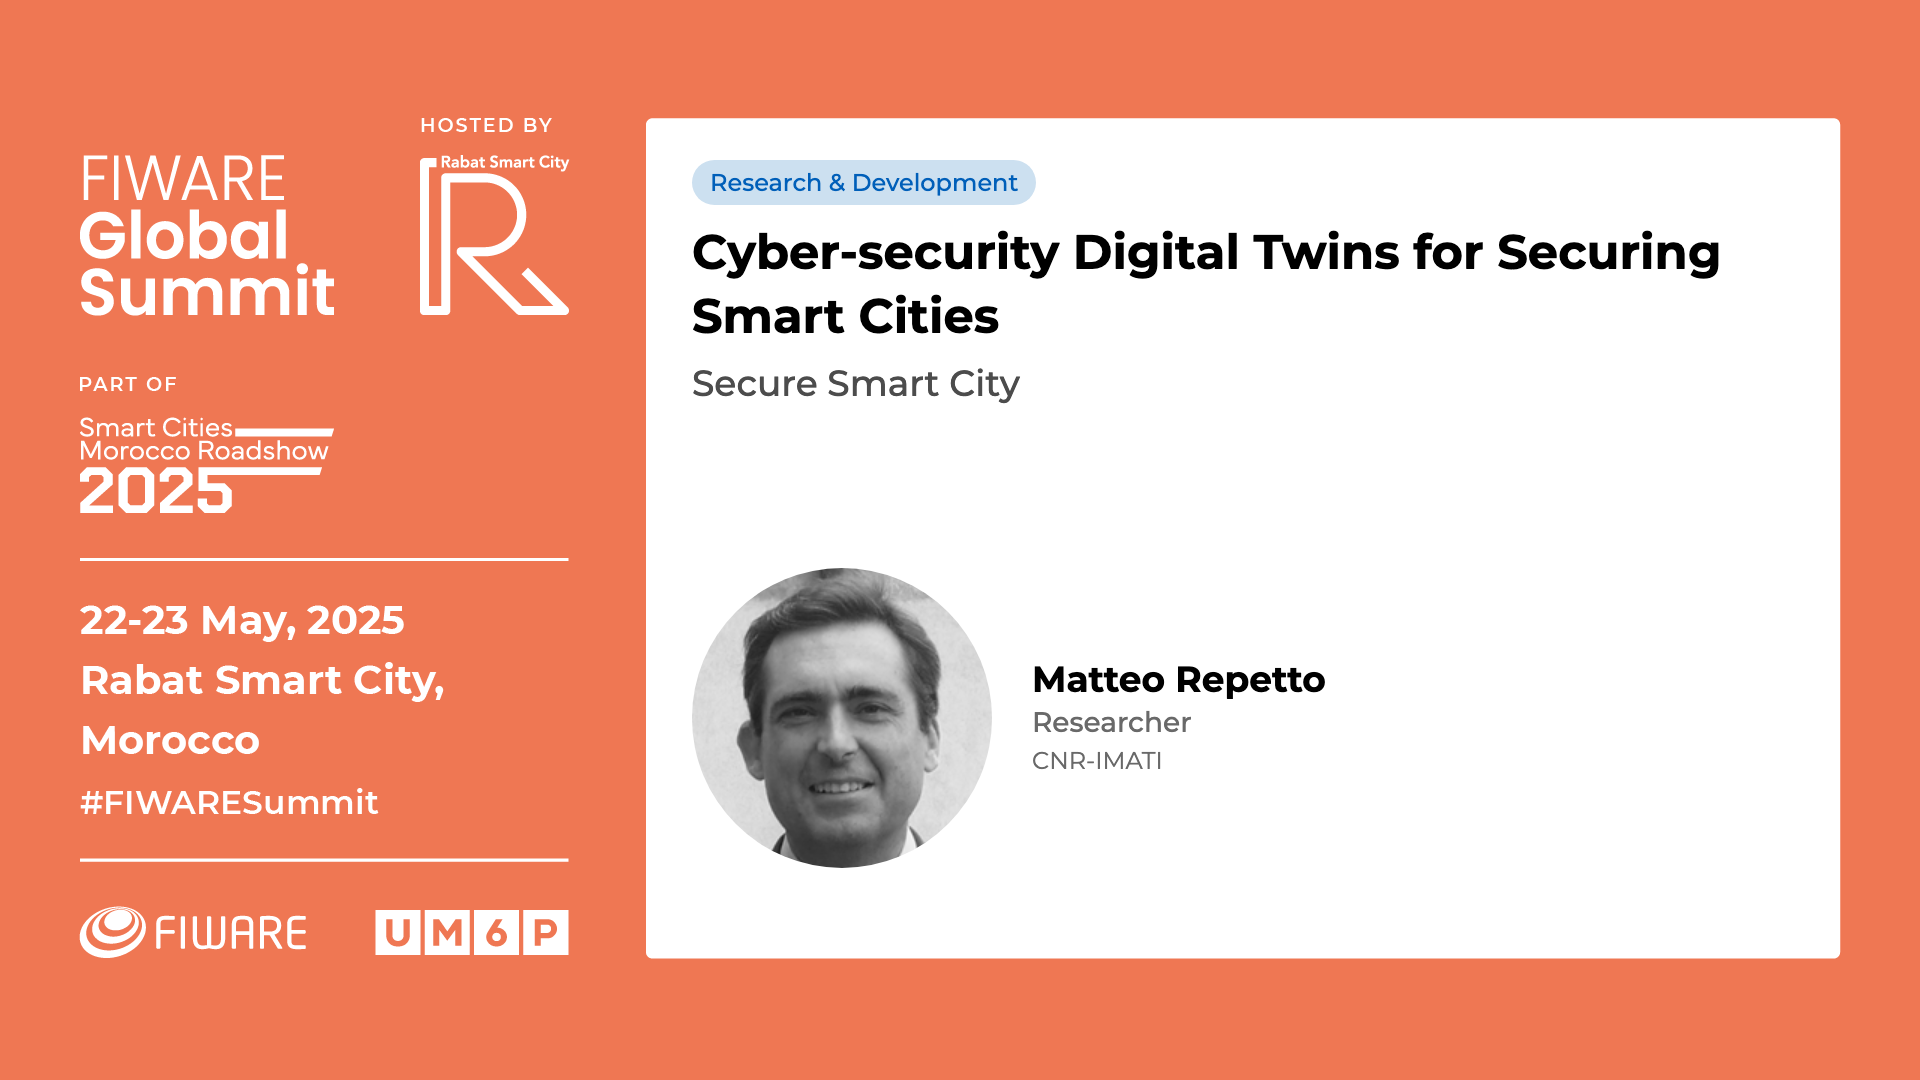 FIWARE
Global
Summit
HOSTED BY
Rabat Smart City
R
PART OF
Smart Cities
Morocco Roadshow
2025
22-23 May, 2025
Rabat Smart City,
Morocco
#FIWARESummit
FIWARE
UM6P
Research & Development
Cyber-security Digital Twins for Securing
Smart Cities
Secure Smart City
Matteo Repetto
Researcher
CNR-IMATI